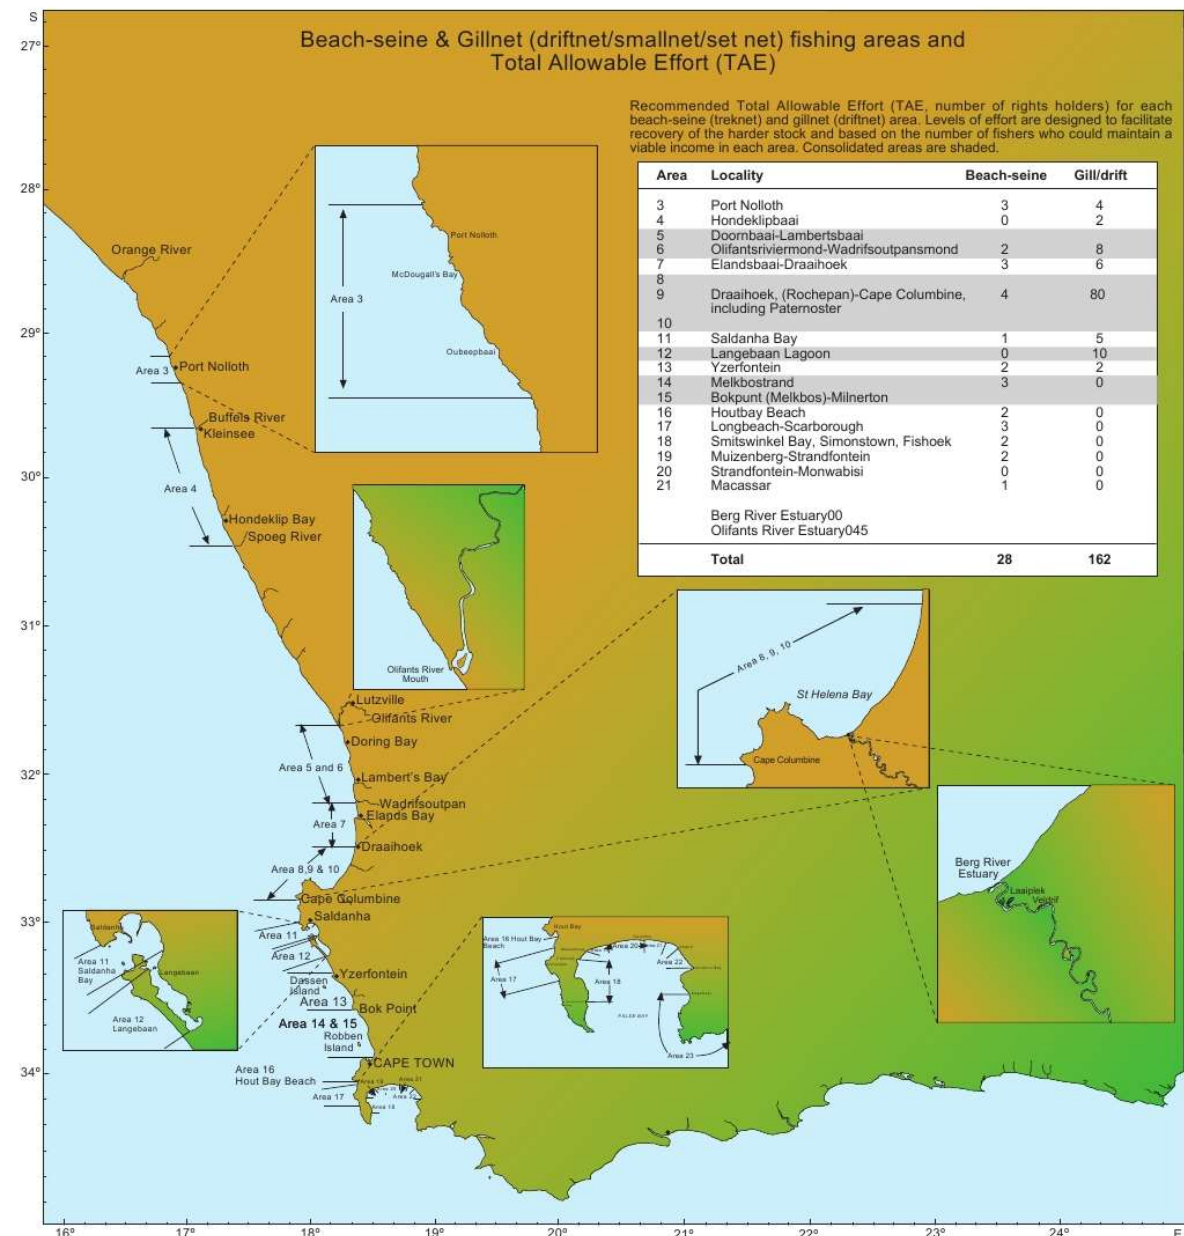 Beach-seine & Gillnet (driftnet/smallnet/set net) fishing areas and
Total Allowable Effort (TAE)
Recommended Total Allowable Effort (TAE, number of rights holders) for each
beach-seine (treknet) and gillnet (driftnet) area. Levels of effort are designed to facilitate
recovery of the harder stock and based on the number of fishers who could maintain a
viable income in each area. Consolidated areas are shaded.
Area Locality Beach-seine Gill/drift
3 Port Nolloth 3 4
4 Hondeklipbaai 0 2
5 Doornbaai-Lambertsbaai
6 Olifantsriviermond-Wadrifsoutpansmond 2 8
7 Elandsbaai-Draaihoek 3 6
8
9 Draaihoek, (Rochepan)-Cape Columbine, 4 80
including Paternoster
10
11 Saldanha Bay 1 5
12 Langebaan Lagoon 0 10
13 Yzerfontein 2 2
14 Melkbostrand 3 0
15 Bokpunt (Melkbos)-Milnerton
16 Houtbay Beach 2 0
17 Longbeach-Scarborough 3 0
18 Smitswinkel Bay, Simonstown, Fishoek 2 0
19 Muizenberg-Strandfontein 2 0
20 Strandfontein-Monwabisi 0 0
21 Macassar 1 0
Berg River Estuary00
Olifants River Estuary045
Total 28 162
S
27°
28°
29°
30°
31°
32°
33°
34°
16°
17°
18°
19°
20°
21°
22°
23°
24°
E
Orange River
Area 3
Port Nolloth
Buffels River
Kleinsee
Area 4
Hondeklip Bay
Spoeg River
Lutzville
Olifants River
Doring Bay
Area 5 and 6
Lambert's Bay
Wadrifsoutpan
Elands Bay
Area 7
Draaihoek
Area 8,9 & 10
Cape Columbine
Saldanha
Area 11
Area 12
Yzerfontein
Dassen
Island
Area 13
Bok Point
Area 14 & 15
Robben
Island
CAPE TOWN
Area 16
Hout Bay Beach
Area 17
Area 19
Area 21
Area 18
Port Nolloth
McDougall's Bay
Area 3
Oubeepbaai
Olifants River
Mouth
Area 8, 9, 10
St Helena Bay
Cape Columbine
Berg River
Estuary
Laaiplek
Saldanha
Area 11
Saldanha
Bay
Langebaan
Area 12
Langebaan
Hout Bay
Area 16 Hout Bay
Beach
Area 17
Area 20
Area 22
Area 18
FALSE BAY
Area 23